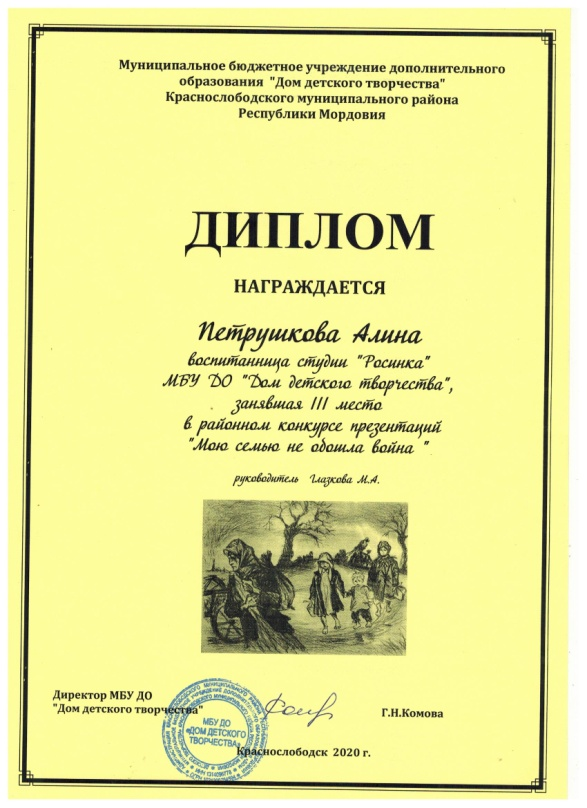 Муниципальное бюджетное учреждение дополнительного
образования "Дом детского творчества"
Краснослободского муниципального района
Республики Мордовия
ДИПЛОМ
НАГРАЖДАЕТСЯ
Петрушкова Алина
воспитанница студии "Росинка"
МБУ ДО "Дом детского творчества",
занявшая III место
в районном конкурсе презентаций
"Мою семью не обошла война "
руководитель Глазкова М.А.
Директор МБУ ДО
"Дом детского творчества"
Г.Н.Комова
МБУ ДО
"ДОМ ДЕТСКОГО
ТВОРЧЕСТВА"
Краснослободск 2020 г.